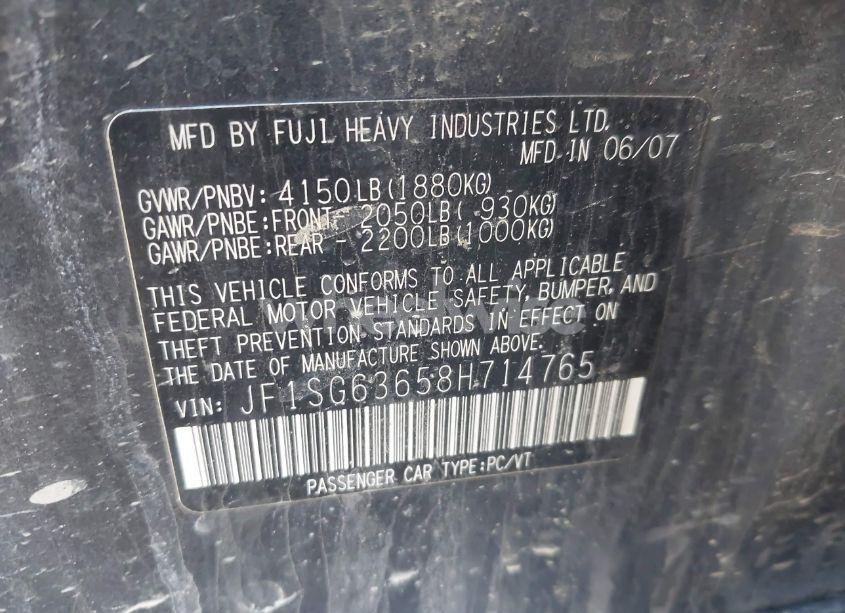 MFD BY FUJI HEAVY INDUSTRIES LTD.
MFD IN 06/07
GVWR/PNBV: 4150LB(1880KG)
GAWR/PNBE:FRONT- 2050LB( 930KG)
GAWR/PNBE:REAR - 2200LB(1000KG)
THIS VEHICLE CONFORMS TO ALL APPLICABLE
FEDERAL MOTOR VEHICLE SAFETY, BUMPER, AND
THEFT PREVENTION STANDARDS IN EFFECT ON
THE DATE OF MANUFACTURE SHOWN ABOVE.
VIN: JF1SG63658H714765
PASSENGER CAR TYPE:PC/VT